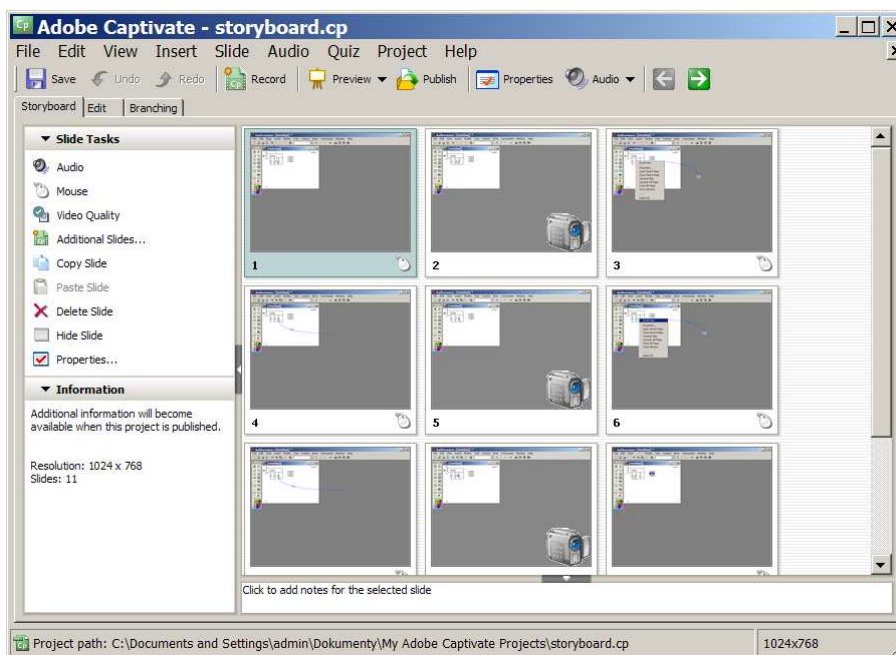 Adobe Captivate - storyboard.cp
File Edit View Insert Slide Audio Quiz Project Help
Save Undo Redo Record Preview Publish Properties Audio
Storyboard Edit Branching
Slide Tasks
Audio
Mouse
Video Quality
Additional Slides...
Copy Slide
Paste Slide
Delete Slide
Hide Slide
Properties...
Information
Additional information will become
available when this project is published.
Resolution: 1024 x 768
Slides: 11
1 2 3
4 5 6
Click to add notes for the selected slide
Project path: C:\Documents and Settings\admin\Dokumenty\My Adobe Captivate Projects\storyboard.cp 1024x768